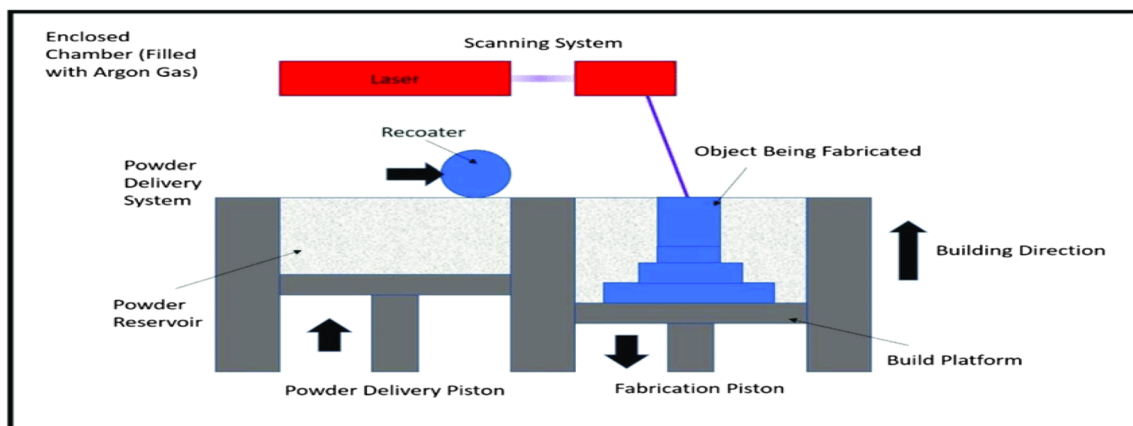 Enclosed
Chamber (Filled
with Argon Gas)
Scanning System
Laser
Recoater
Object Being Fabricated
Powder
Delivery
System
Building Direction
Powder
Reservoir
Build Platform
Powder Delivery Piston
Fabrication Piston